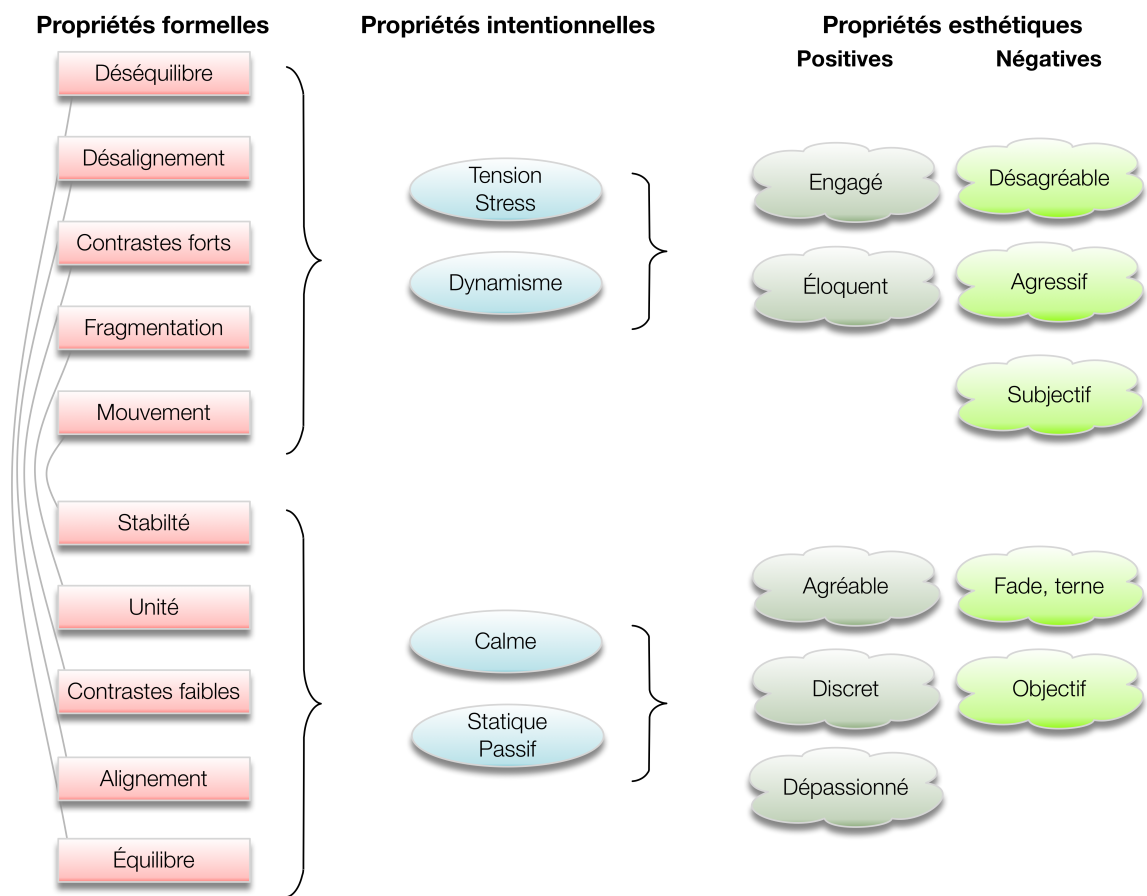 Propriétés formelles
Propriétés intentionnelles
Propriétés esthétiques
Positives
Négatives
Déséquilibre
Désalignement
Contrastes forts
Fragmentation
Mouvement
Tension
Stress
Dynamisme
Engagé
Éloquent
Désagréable
Agressif
Subjectif
Stabilté
Unité
Contrastes faibles
Alignement
Équilibre
Calme
Statique
Passif
Agréable
Discret
Dépassionné
Fade, terne
Objectif